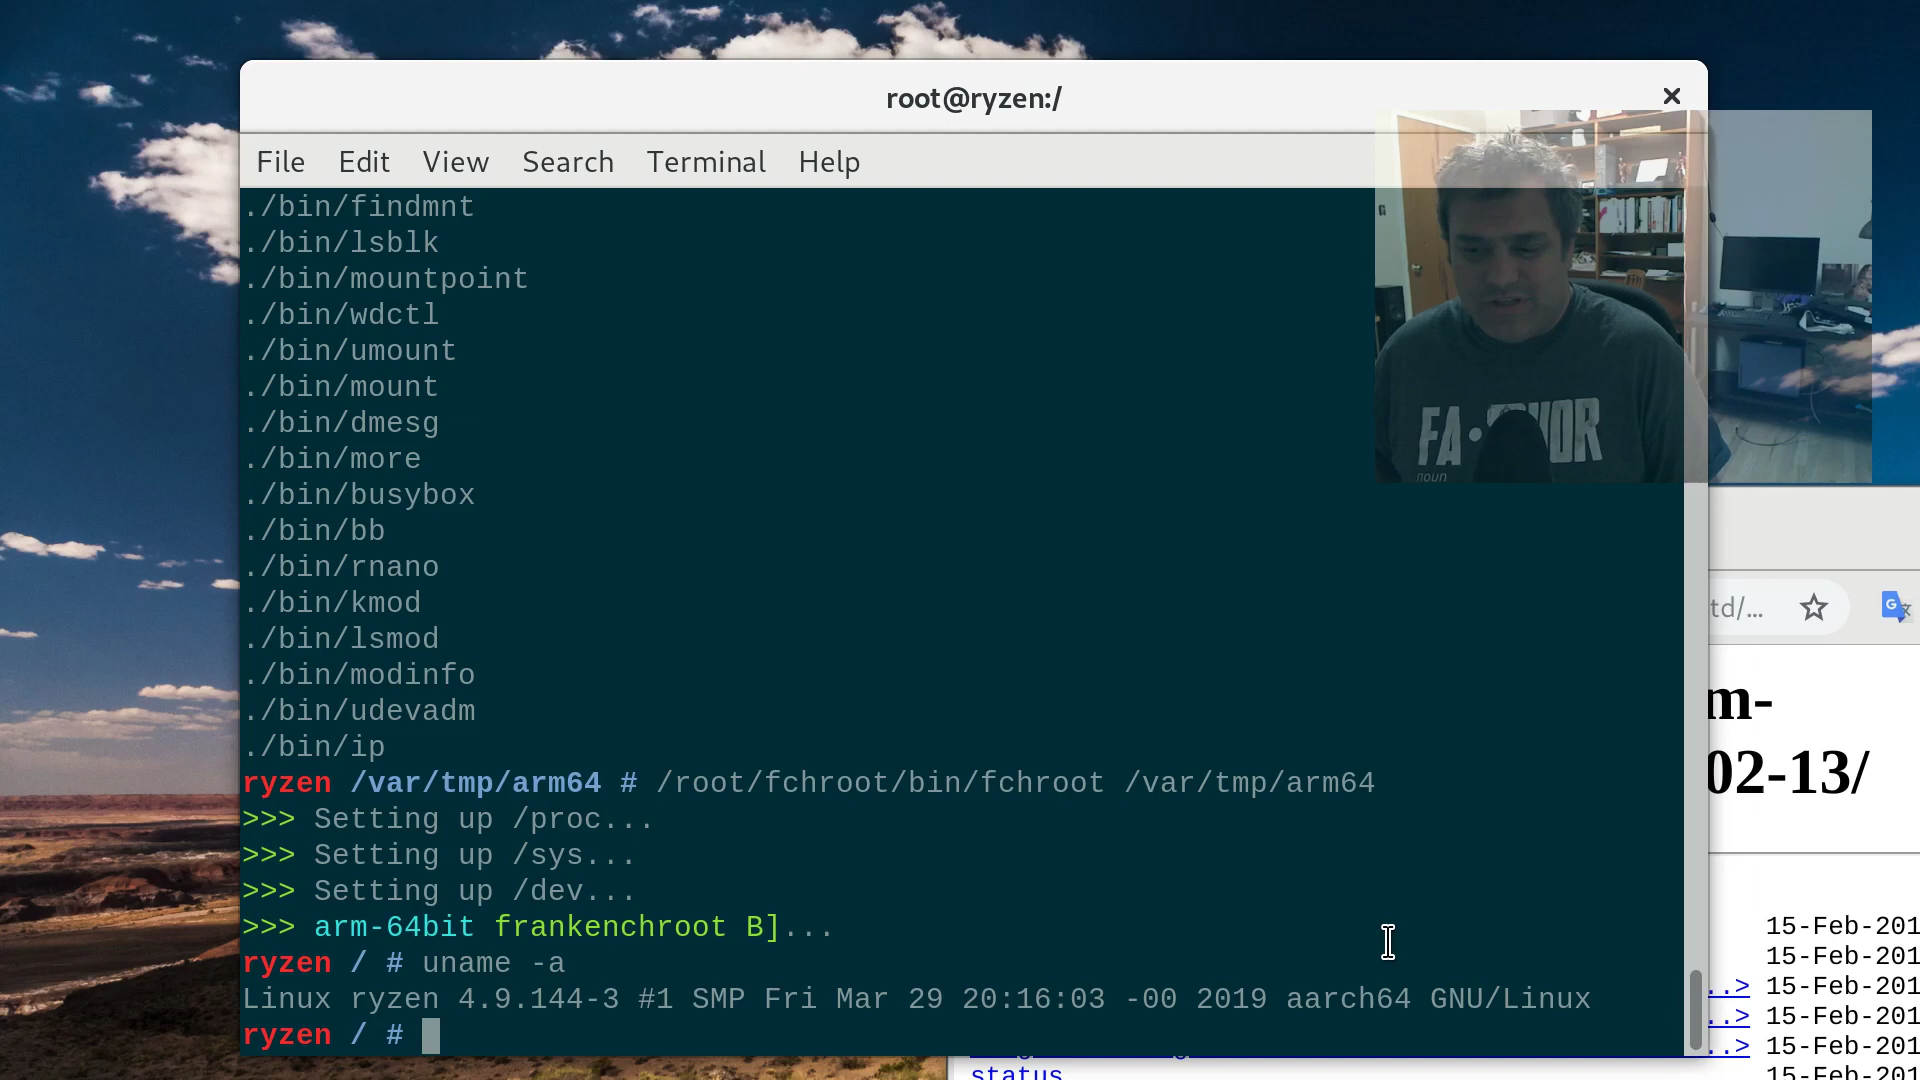 root@ryzen:/
File Edit View Search Terminal Help
./bin/findmnt
./bin/lsblk
./bin/mountpoint
./bin/wdctl
./bin/umount
./bin/mount
./bin/dmesg
./bin/more
./bin/busybox
./bin/bb
./bin/rnano
./bin/kmod
./bin/lsmod
./bin/modinfo
./bin/udevadm
./bin/ip
ryzen /var/tmp/arm64 # /root/fchroot/bin/fchroot /var/tmp/arm64
>>> Setting up /proc...
>>> Setting up /sys...
>>> Setting up /dev...
>>> arm-64bit frankenchroot B]...
ryzen / # uname -a
Linux ryzen 4.9.144-3 #1 SMP Fri Mar 29 20:16:03 -00 2019 aarch64 GNU/Linux
ryzen / #
noun
td/...
m-
02-13/
15-Feb-201
15-Feb-201
..> 15-Feb-201
..> 15-Feb-201
..> 15-Feb-201
status 15-Feb-201